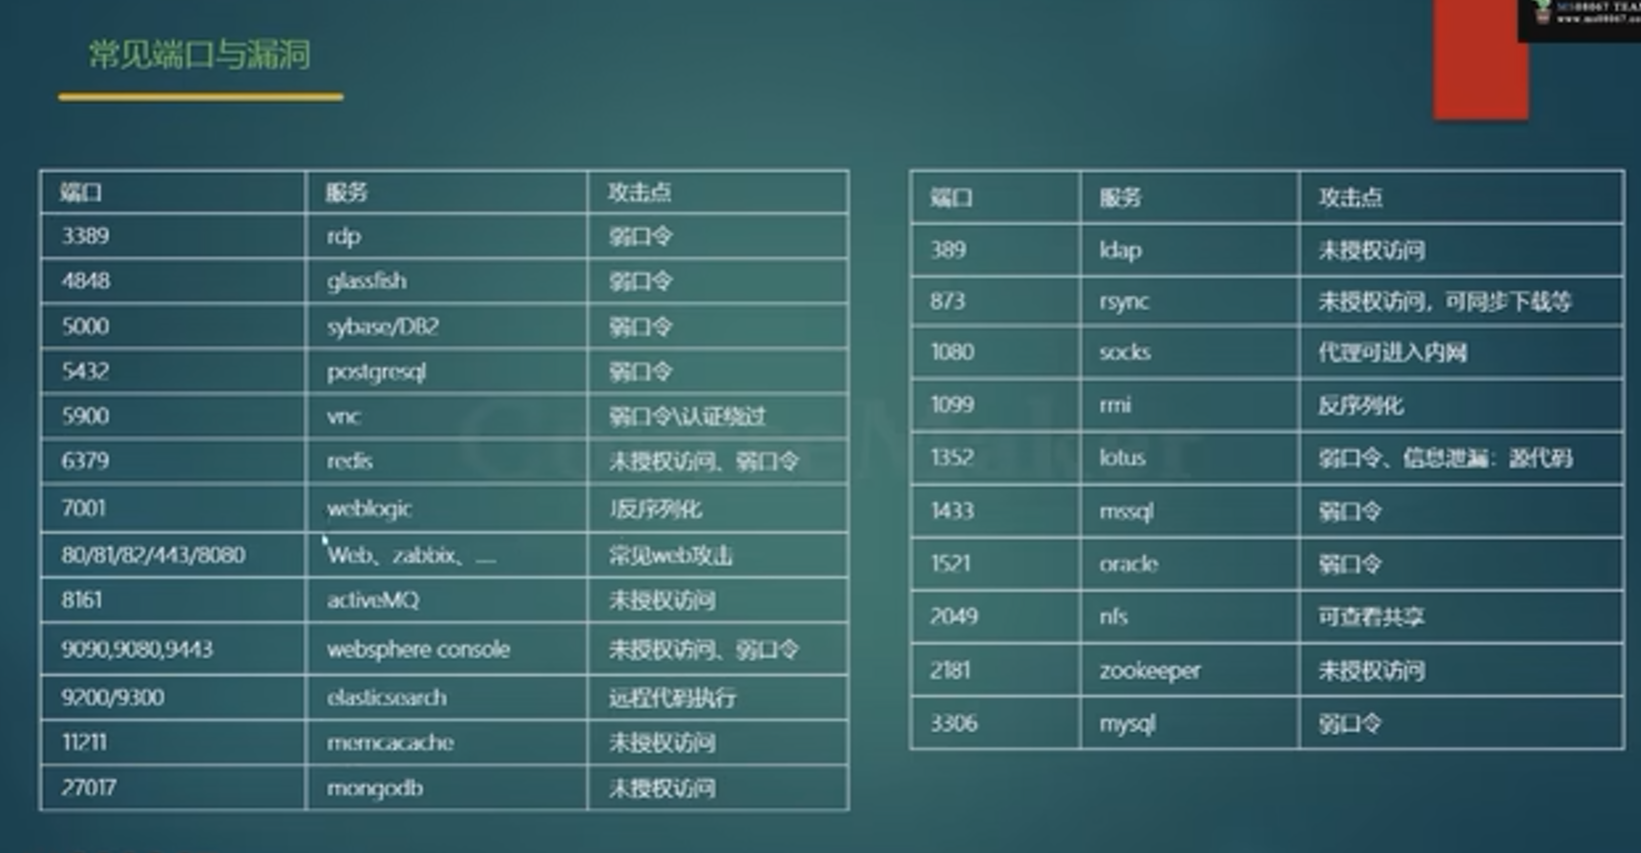 常见端口与漏洞
端口 服务 攻击点
3389 rdp 弱口令
4848 glassfish 弱口令
5000 sybase/DB2 弱口令
5432 postgresql 弱口令
5900 vnc 弱口令\认证绕过
6379 redis 未授权访问、弱口令
7001 weblogic J反序列化
80/81/82/443/8080 Web、zabbix、… 常见web攻击
8161 activeMQ 未授权访问
9090,9080,9443 websphere console 未授权访问、弱口令
9200/9300 elasticsearch 远程代码执行
11211 memcacache 未授权访问
27017 mongodb 未授权访问
端口 服务 攻击点
389 ldap 未授权访问
873 rsync 未授权访问，可同步下载等
1080 socks 代理可进入内网
1099 rmi 反序列化
1352 lotus 弱口令、信息泄漏：源代码
1433 mssql 弱口令
1521 oracle 弱口令
2049 nfs 可查看共享
2181 zookeeper 未授权访问
3306 mysql 弱口令